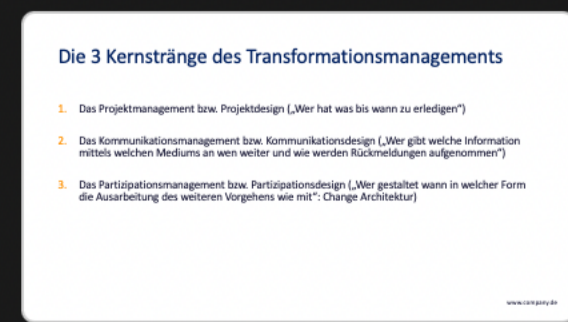 Die 3 Kernstränge des Transformationsmanagements
1. Das Projektmanagement bzw. Projektdesign („Wer hat was bis wann zu erledigen“)
2. Das Kommunikationsmanagement bzw. Kommunikationsdesign („Wer gibt welche Information
mittels welchen Mediums an wen weiter und wie werden Rückmeldungen aufgenommen“)
3. Das Partizipationsmanagement bzw. Partizipationsdesign („Wer gestaltet wann in welcher Form
die Ausarbeitung des weiteren Vorgehens wie mit“: Change Architektur)
www.company.de